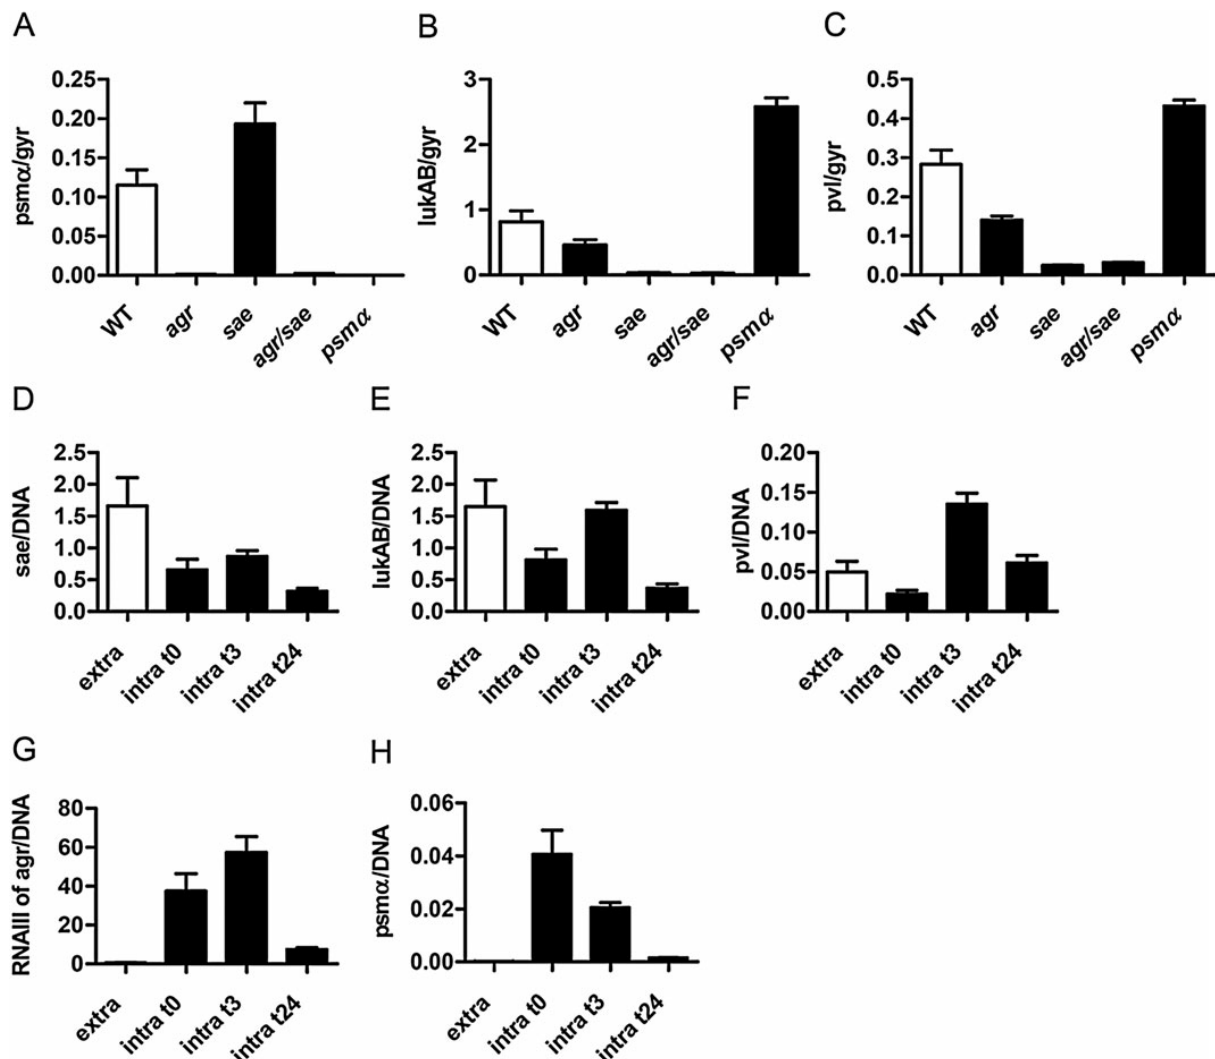 A
psmα/gyr
0.25
0.20
0.15
0.10
0.05
0.00
WT
agr
sae
agr/sae
psmα
B
lukAB/gyr
3
2
1
0
WT
agr
sae
agr/sae
psmα
C
pvl/gyr
0.5
0.4
0.3
0.2
0.1
0.0
WT
agr
sae
agr/sae
psmα
D
sae/DNA
2.5
2.0
1.5
1.0
0.5
0.0
extra
intra t0
intra t3
intra t24
E
lukAB/DNA
2.5
2.0
1.5
1.0
0.5
0.0
extra
intra t0
intra t3
intra t24
F
pvl/DNA
0.20
0.15
0.10
0.05
0.00
extra
intra t0
intra t3
intra t24
G
RNAIII of agr/DNA
80
60
40
20
0
extra
intra t0
intra t3
intra t24
H
psmα/DNA
0.06
0.04
0.02
0.00
extra
intra t0
intra t3
intra t24